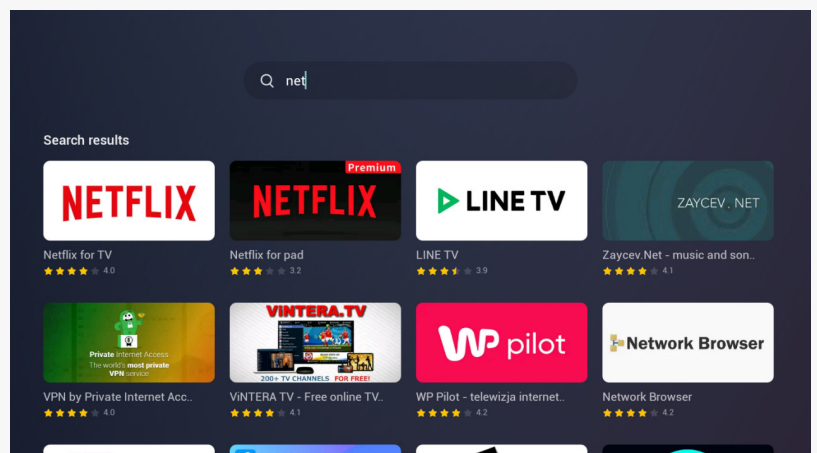 net
Search results
NETFLIX
Premium
NETFLIX
LINE TV
ZAYCEV.NET
Netflix for TV
Netflix for pad
LINE TV
Zaycev.Net - music and son..
4.0
3.2
3.9
4.1
Private Internet Access
The world's most private
VPN service
ViNTERA.TV
200+ TV CHANNELS FOR FREE!
WP pilot
Network Browser
VPN by Private Internet Acc..
ViNTERA TV - Free online TV..
WP Pilot - telewizja internet..
Network Browser
4.0
4.1
4.2
4.2